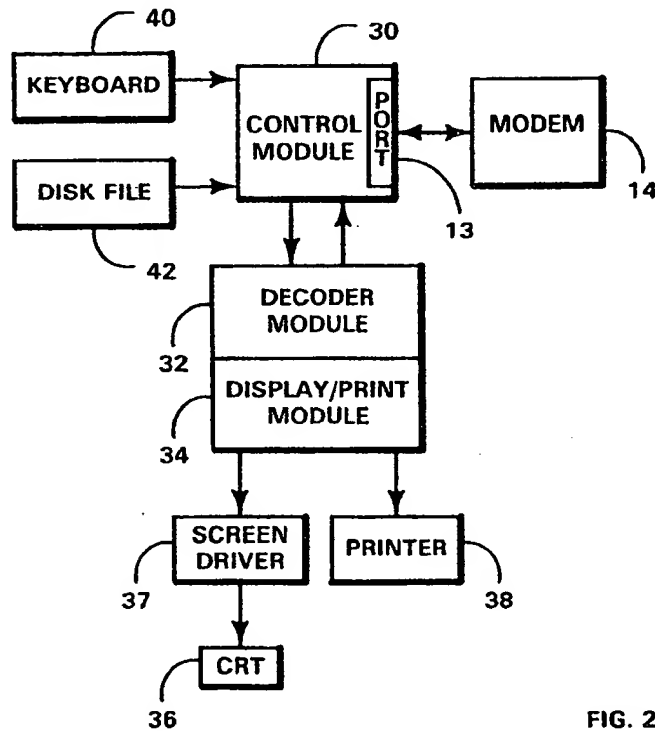 40
30
KEYBOARD
CONTROL
MODULE
PORT
MODEM
DISK FILE
13
14
42
DECODER
MODULE
32
DISPLAY/PRINT
MODULE
34
SCREEN
DRIVER
PRINTER
37
38
CRT
36
FIG. 2